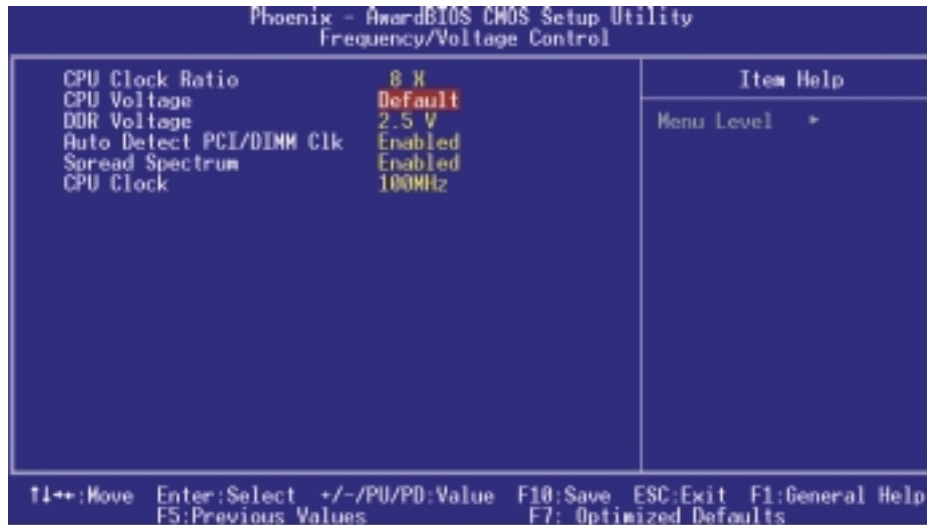 Phoenix - AwardBIOS CMOS Setup Utility
Frequency/Voltage Control
CPU Clock Ratio 8 X
CPU Voltage Default
DDR Voltage 2.5 V
Auto Detect PCI/DIMM Clk Enabled
Spread Spectrum Enabled
CPU Clock 100MHz
Item Help
Menu Level ►
↑↓→←:Move Enter:Select +/-/PU/PD:Value F10:Save ESC:Exit F1:General Help
F5:Previous Values F7: Optimized Defaults